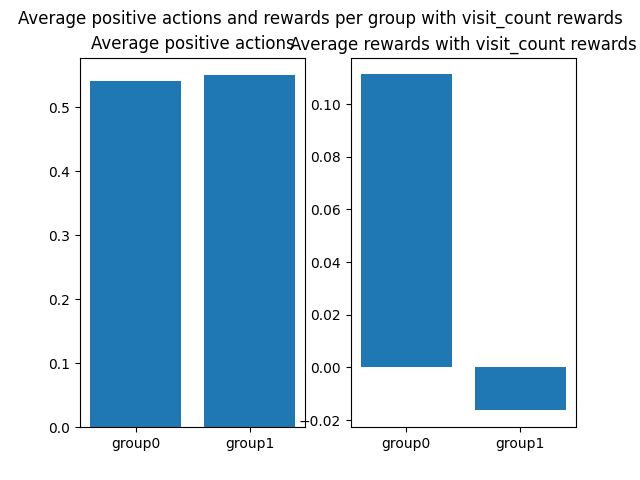 Average positive actions and rewards per group with visit_count rewards
Average positive actions
Average rewards with visit_count rewards
0.5
0.4
0.3
0.2
0.1
0.0
group0
group1
0.10
0.08
0.06
0.04
0.02
0.00
−0.02
group0
group1